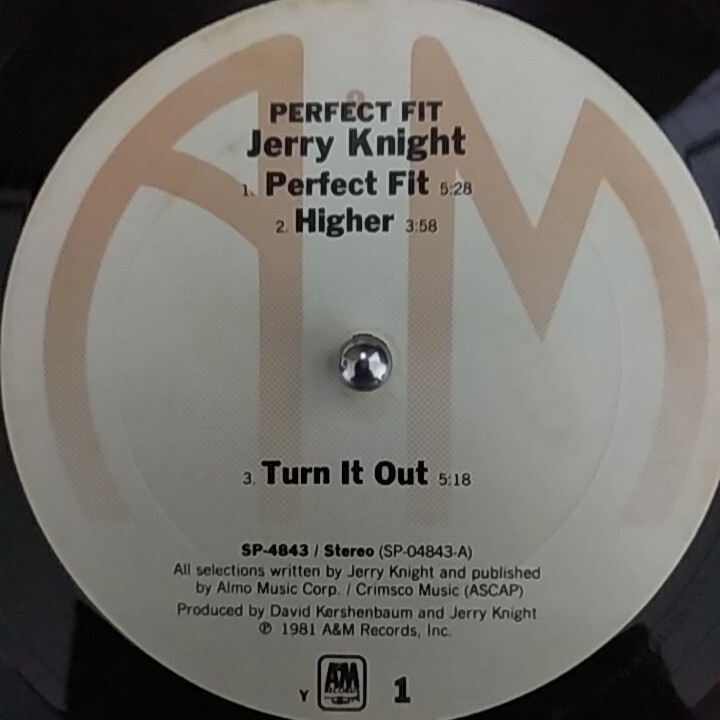 PERFECT FIT
Jerry Knight
1. Perfect Fit 5:28
2. Higher 3:58
3. Turn It Out 5:18
SP-4843 / Stereo (SP-04843-A)
All selections written by Jerry Knight and published
by Almo Music Corp. / Crimsco Music (ASCAP)
Produced by David Kershenbaum and Jerry Knight
℗ 1981 A&M Records, Inc.
Y A&M RECORDS 1